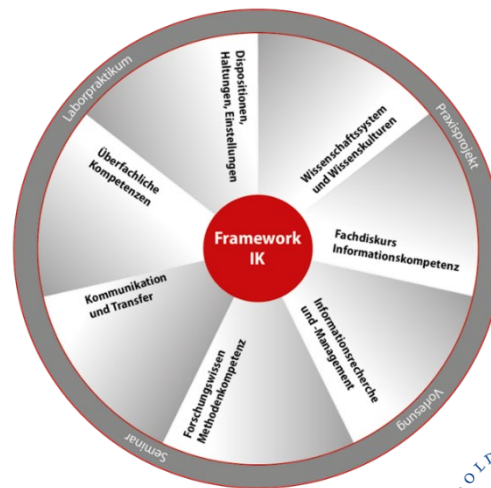 Framework
IK
Dispositionen,
Haltungen, Einstellungen
Wissenschaftssystem
und Wissenskulturen
Fachdiskurs
Informationskompetenz
Informationsrecherche
und -Management
Forschungswissen
Methodenkompetenz
Kommunikation
und Transfer
Überfachliche
Kompetenzen
Laborpraktikum
Praxisprojekt
Vorlesung
Seminar
OLD